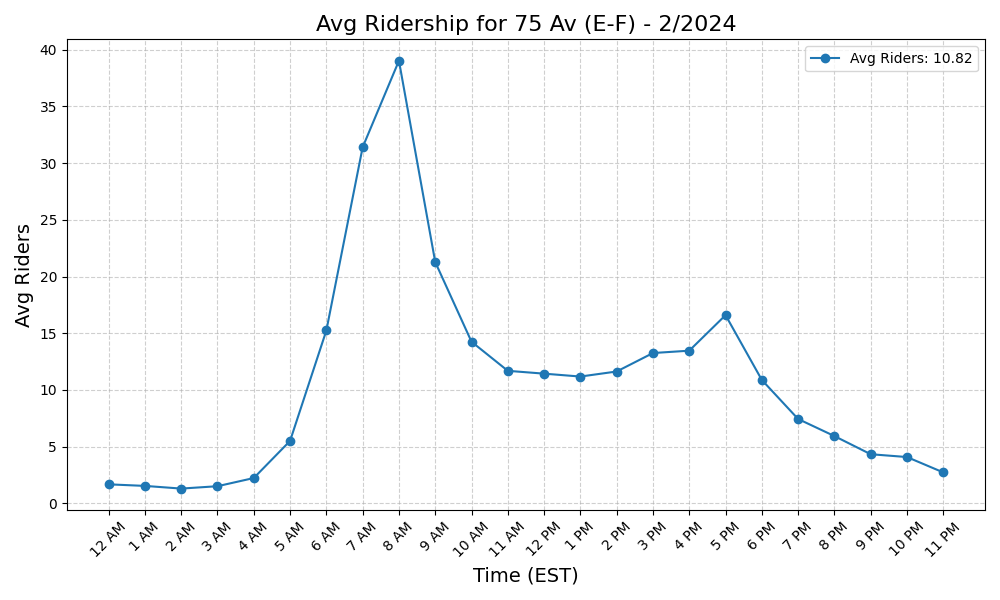 Avg Ridership for 75 Av (E-F) - 2/2024
Avg Riders: 10.82
Avg Riders
40
35
30
25
20
15
10
5
0
12 AM
1 AM
2 AM
3 AM
4 AM
5 AM
6 AM
7 AM
8 AM
9 AM
10 AM
11 AM
12 PM
1 PM
2 PM
3 PM
4 PM
5 PM
6 PM
7 PM
8 PM
9 PM
10 PM
11 PM
Time (EST)